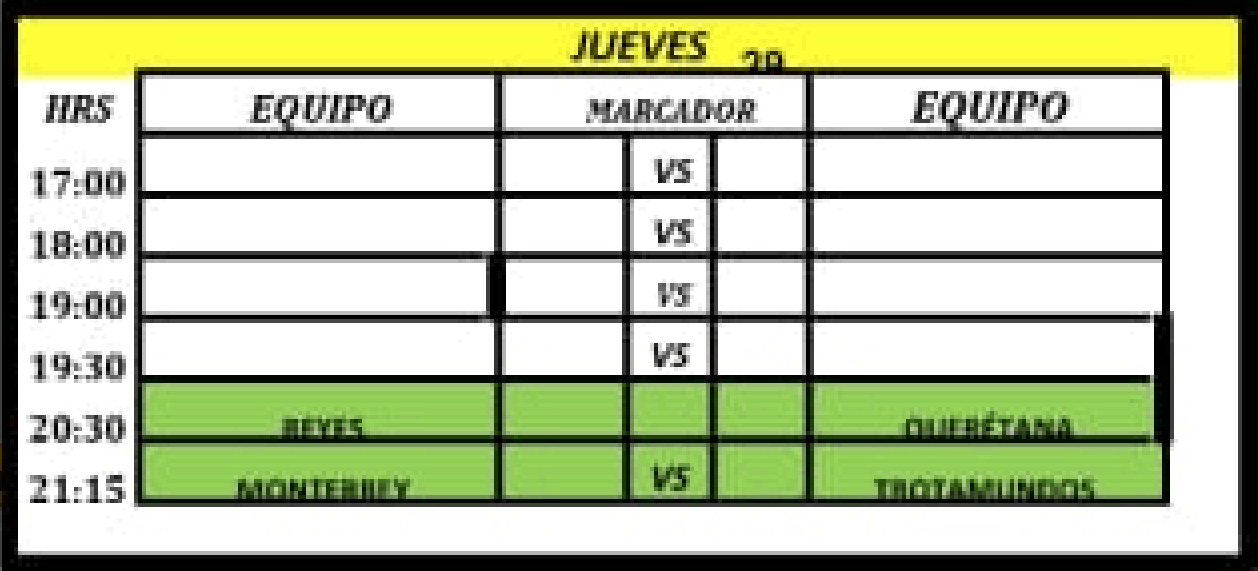 JUEVES 29
HRS EQUIPO MARCADOR EQUIPO
17:00 VS
18:00 VS
19:00 VS
19:30 VS
20:30 REYES QUERÉTANA
21:15 MONTERREY VS TROTAMUNDOS